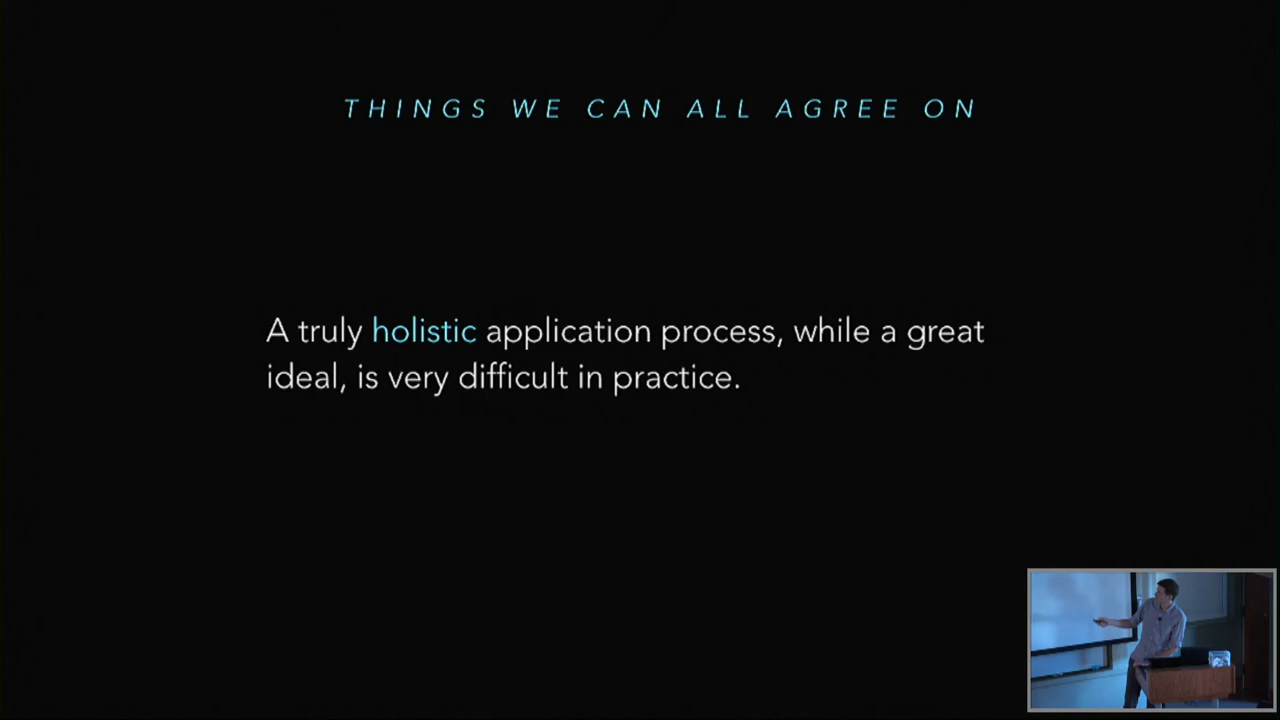 THINGS WE CAN ALL AGREE ON
A truly holistic application process, while a great
ideal, is very difficult in practice.